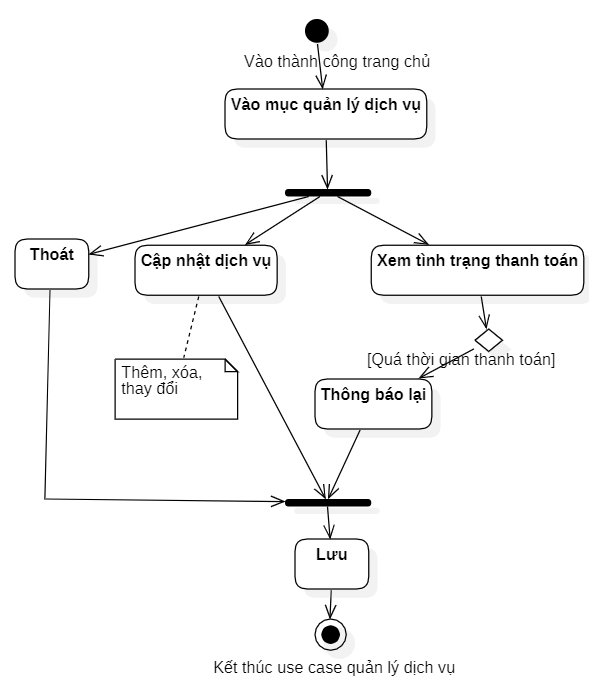 Vào thành công trang chủ
Vào mục quản lý dịch vụ
Thoát
Cập nhật dịch vụ
Xem tình trạng thanh toán
Thêm, xóa,
thay đổi
[Quá thời gian thanh toán]
Thông báo lại
Lưu
Kết thúc use case quản lý dịch vụ